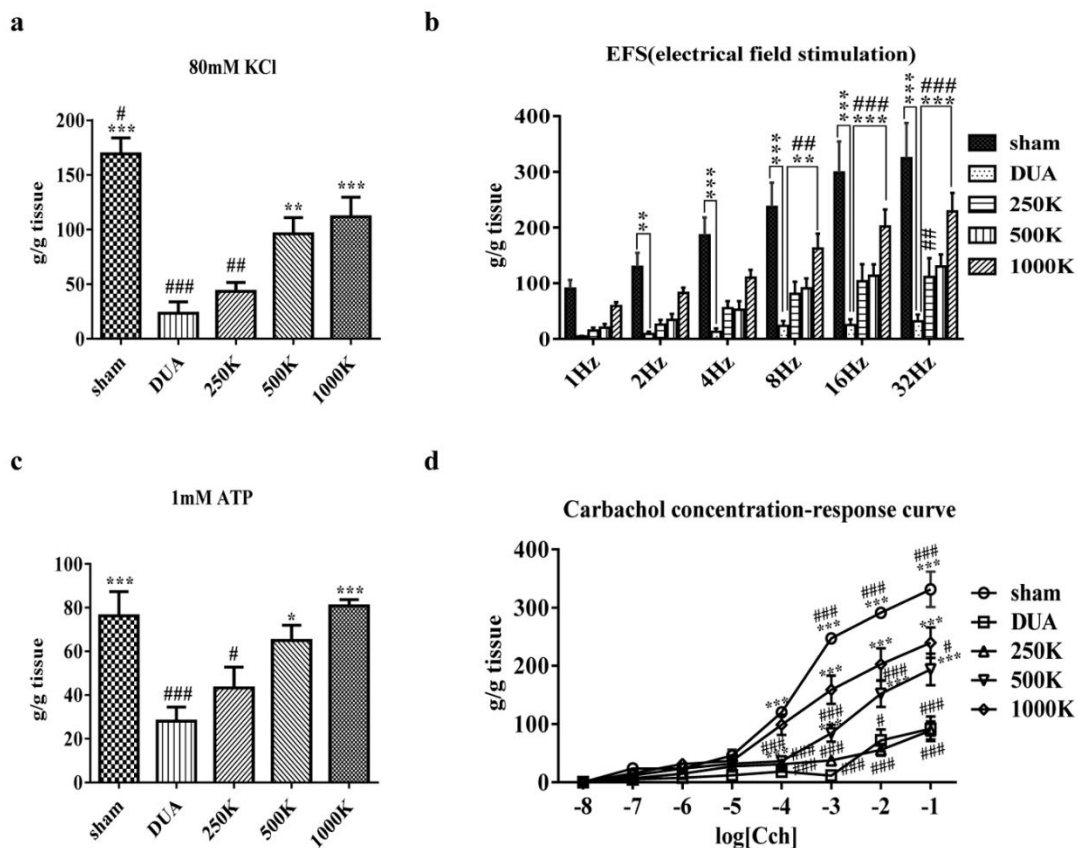 a
80mM KCl
g/g tissue
200
150
100
50
0
#
***
###
##
**
***
sham
DUA
250K
500K
1000K
b
EFS(electrical field stimulation)
g/g tissue
400
300
200
100
0
**
***
***
##
**
***
###
***
##
***
###
***
1Hz
2Hz
4Hz
8Hz
16Hz
32Hz
sham
DUA
250K
500K
1000K
c
1mM ATP
g/g tissue
100
80
60
40
20
0
***
###
#
*
***
sham
DUA
250K
500K
1000K
d
Carbachol concentration-response curve
g/g tissue
400
300
200
100
0
###
***
###
***
###
***
***
***
***
***
#
***
###
***
###
***
###
***
#
###
###
###
###
###
###
-8
-7
-6
-5
-4
-3
-2
-1
log[Cch]
sham
DUA
250K
500K
1000K